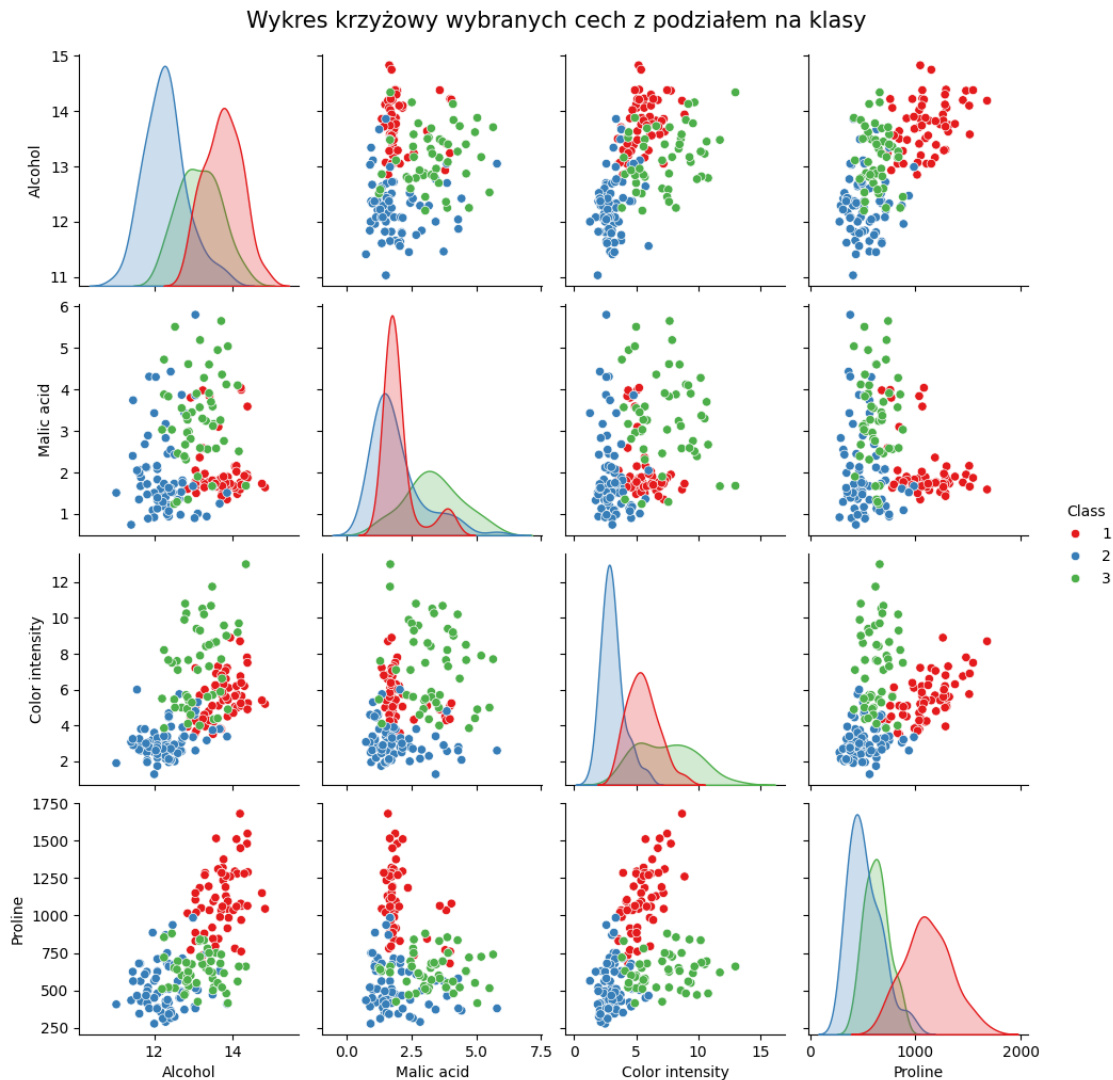 Wykres krzyżowy wybranych cech z podziałem na klasy
15
14
13
12
11
Alcohol
6
5
4
3
2
1
Malic acid
Class
1
2
3
12
10
8
6
4
2
Color intensity
1750
1500
1250
1000
750
500
250
Proline
12 14
Alcohol
0.0 2.5 5.0 7.5
Malic acid
0 5 10 15
Color intensity
0 1000 2000
Proline